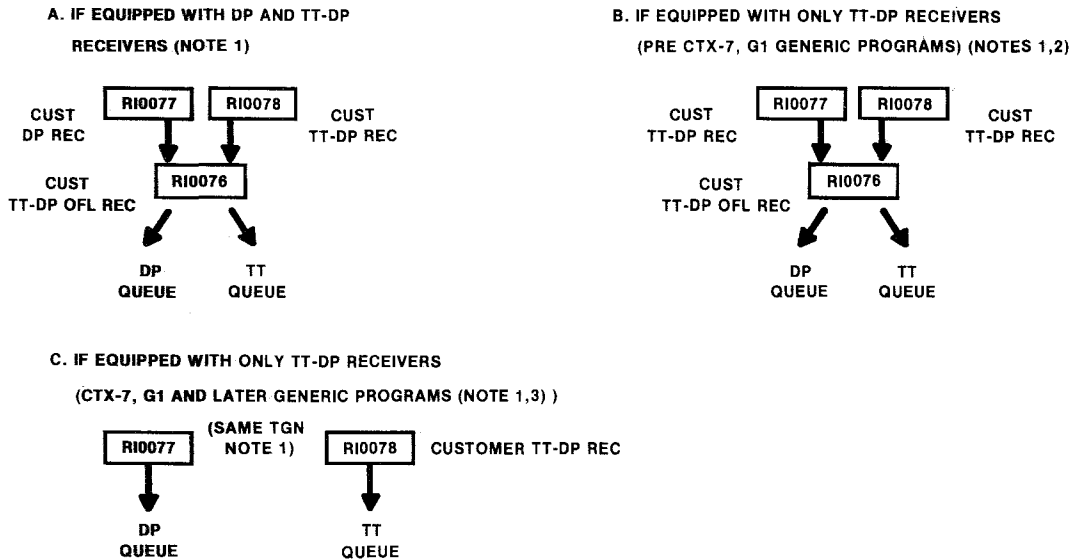 A. IF EQUIPPED WITH DP AND TT-DP
RECEIVERS (NOTE 1)
RI0077
RI0078
CUST
DP REC
CUST
TT-DP REC
RI0076
CUST
TT-DP OFL REC
DP
QUEUE
TT
QUEUE
B. IF EQUIPPED WITH ONLY TT-DP RECEIVERS
(PRE CTX-7, G1 GENERIC PROGRAMS) (NOTES 1,2)
RI0077
RI0078
CUST
TT-DP REC
CUST
TT-DP REC
RI0076
CUST
TT-DP OFL REC
DP
QUEUE
TT
QUEUE
C. IF EQUIPPED WITH ONLY TT-DP RECEIVERS
(CTX-7, G1 AND LATER GENERIC PROGRAMS (NOTE 1,3) )
RI0077
(SAME TGN
NOTE 1)
RI0078
CUSTOMER TT-DP REC
DP
QUEUE
TT
QUEUE